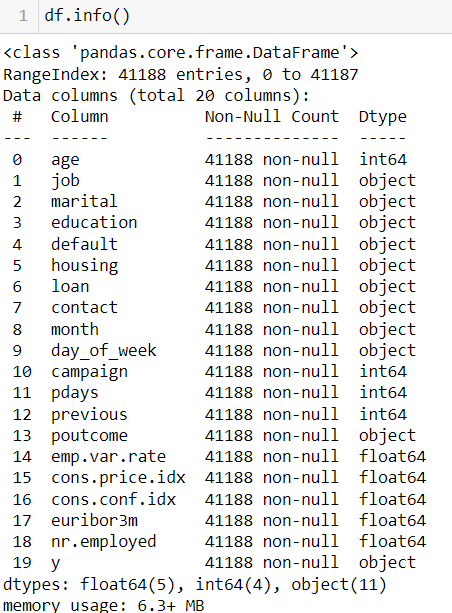 1 df.info()
<class 'pandas.core.frame.DataFrame'>
RangeIndex: 41188 entries, 0 to 41187
Data columns (total 20 columns):
 #   Column          Non-Null Count  Dtype
---  ------          --------------  -----
 0   age             41188 non-null  int64
 1   job             41188 non-null  object
 2   marital         41188 non-null  object
 3   education       41188 non-null  object
 4   default         41188 non-null  object
 5   housing         41188 non-null  object
 6   loan            41188 non-null  object
 7   contact         41188 non-null  object
 8   month           41188 non-null  object
 9   day_of_week     41188 non-null  object
 10  campaign        41188 non-null  int64
 11  pdays           41188 non-null  int64
 12  previous        41188 non-null  int64
 13  poutcome        41188 non-null  object
 14  emp.var.rate    41188 non-null  float64
 15  cons.price.idx  41188 non-null  float64
 16  cons.conf.idx   41188 non-null  float64
 17  euribor3m       41188 non-null  float64
 18  nr.employed     41188 non-null  float64
 19  y               41188 non-null  object
dtypes: float64(5), int64(4), object(11)
memory usage: 6.3+ MB